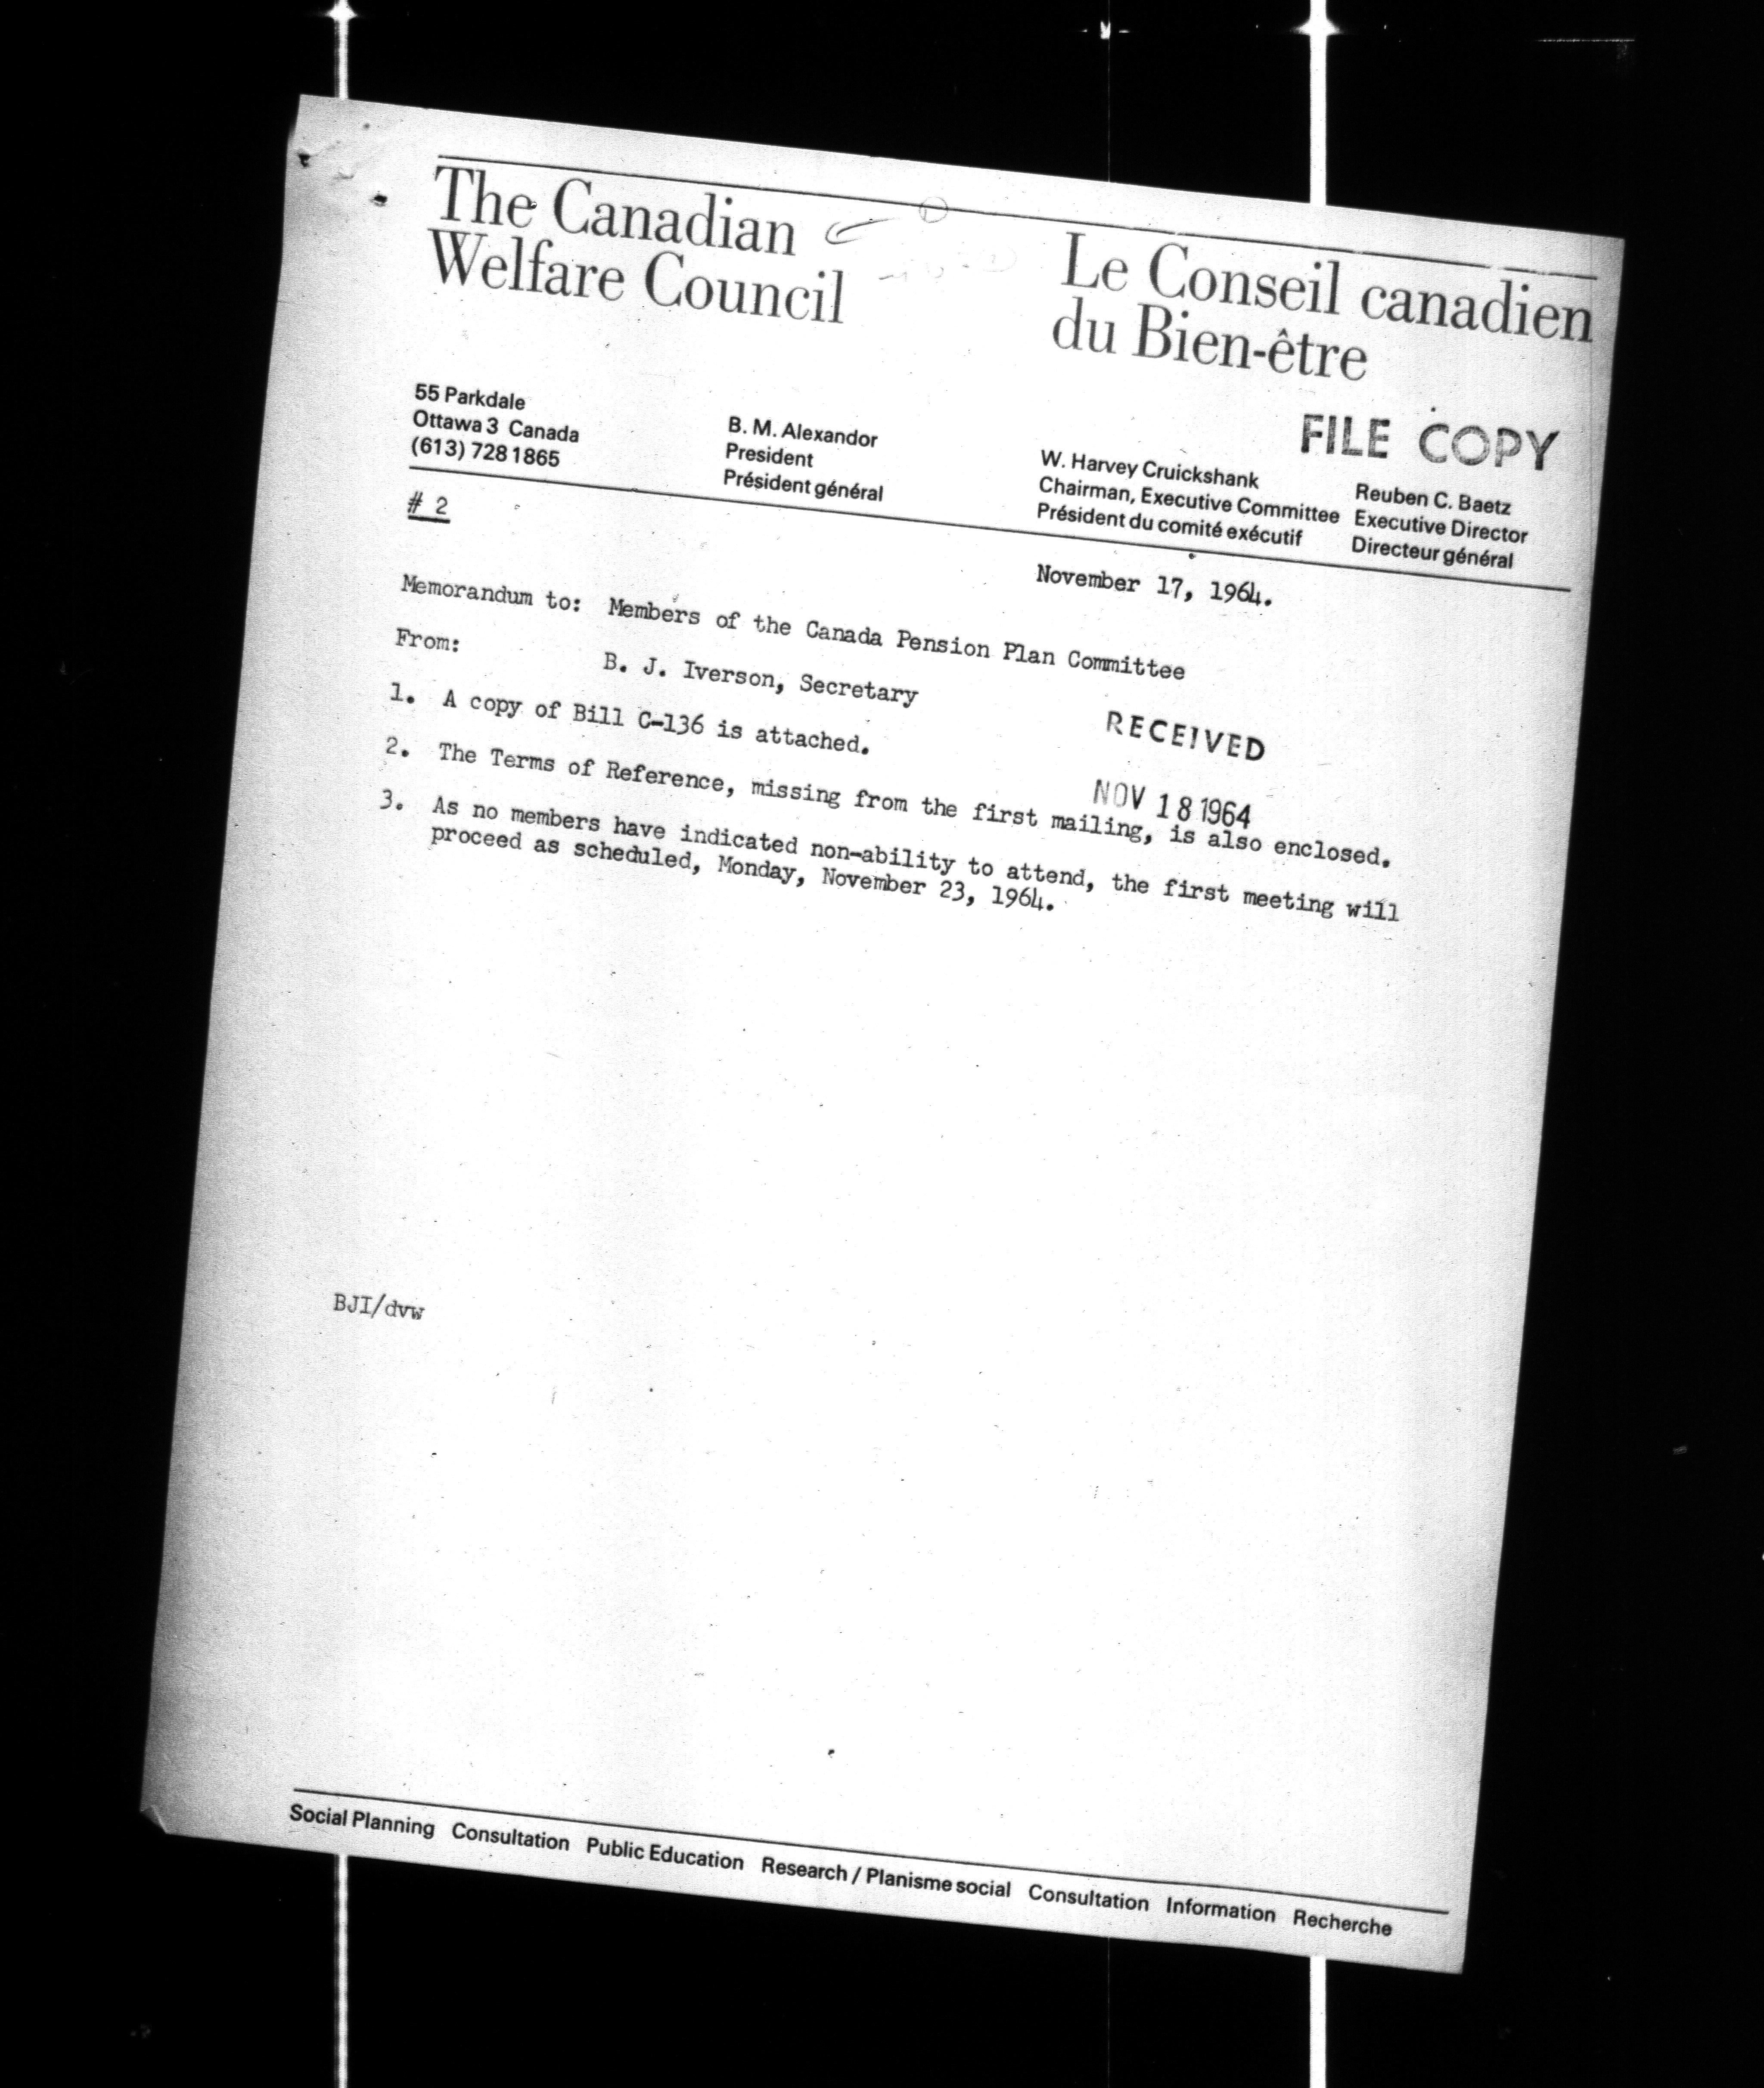 The Canadian
Welfare Council
Le Conseil canadien
du Bien-être
FILE COPY
55 Parkdale
Ottawa 3 Canada
(613) 728 1865
B. M. Alexandor
President
Président général
W. Harvey Cruickshank
Chairman, Executive Committee
Président du comité exécutif
Reuben C. Baetz
Executive Director
Directeur général
# 2
November 17, 1964.
Memorandum to: Members of the Canada Pension Plan Committee
From: B. J. Iverson, Secretary
RECEIVED
NOV 18 1964
1. A copy of Bill C-136 is attached.
2. The Terms of Reference, missing from the first mailing, is also enclosed.
3. As no members have indicated non-ability to attend, the first meeting will
proceed as scheduled, Monday, November 23, 1964.
BJI/dvw
Social Planning Consultation Public Education Research / Planisme social Consultation Information Recherche